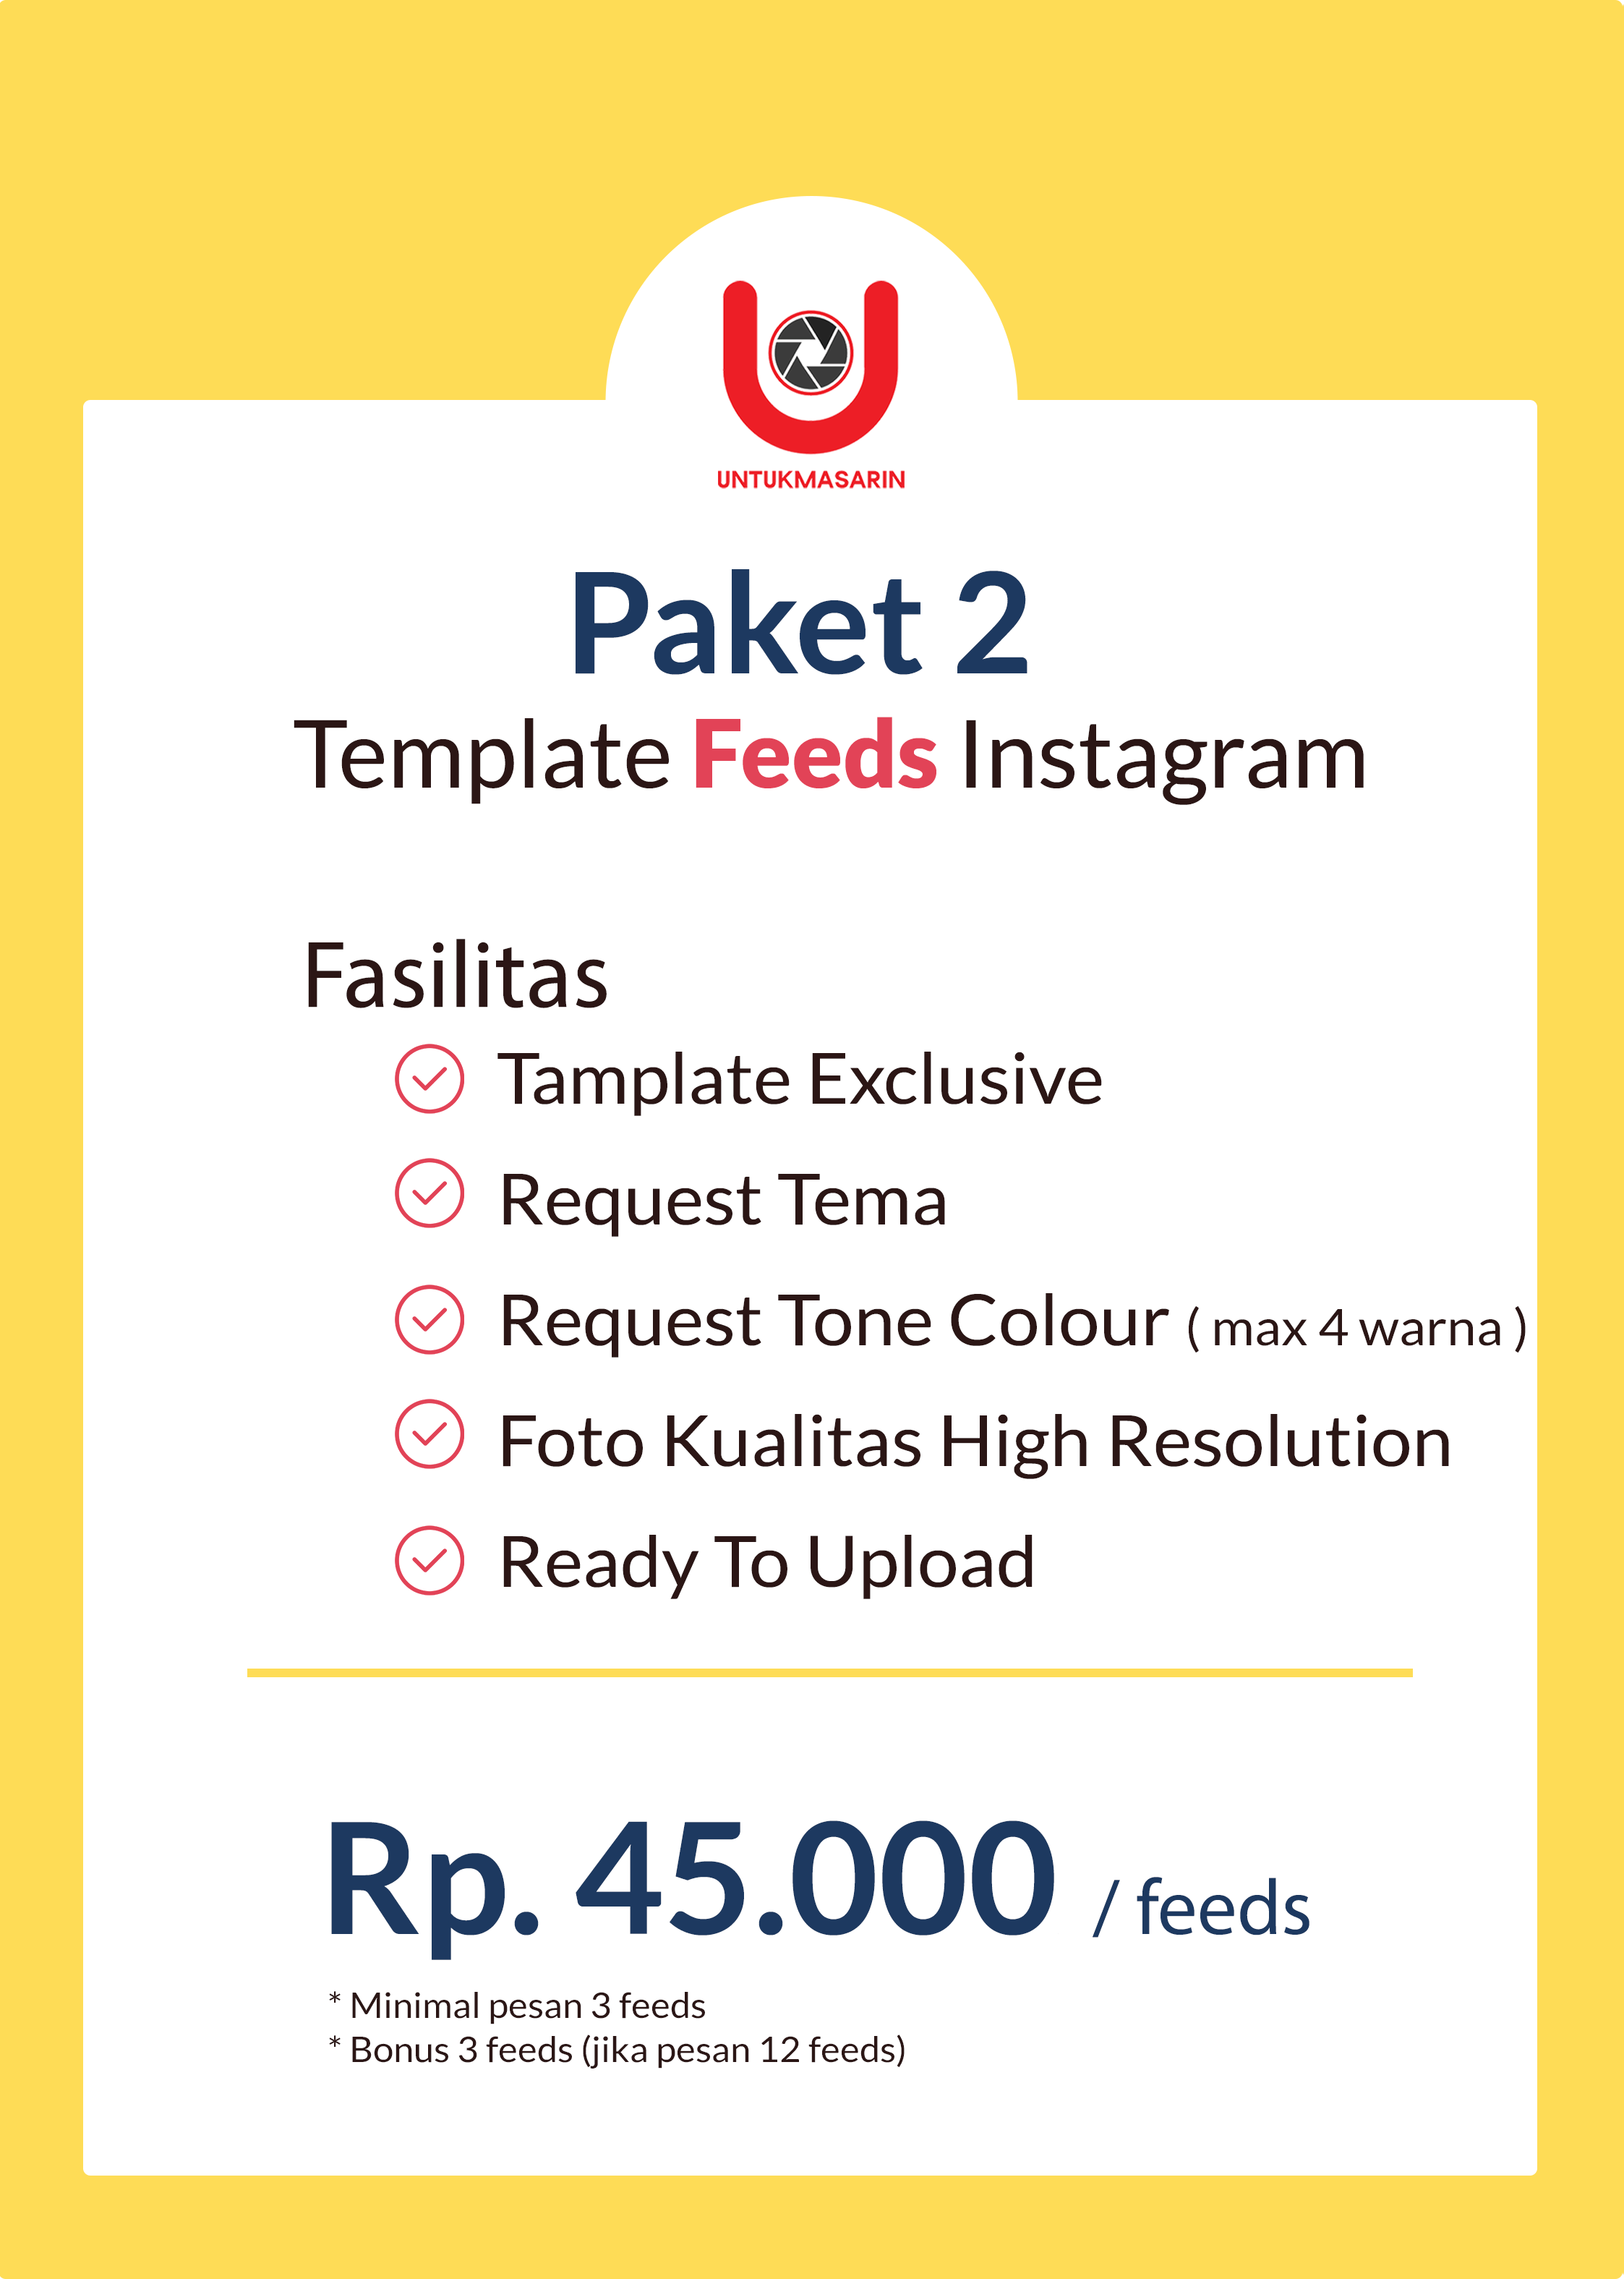 UNTUKMASARIN
Paket 2
Template Feeds Instagram
Fasilitas
Tamplate Exclusive
Request Tema
Request Tone Colour ( max 4 warna )
Foto Kualitas High Resolution
Ready To Upload
Rp. 45.000 / feeds
* Minimal pesan 3 feeds
* Bonus 3 feeds (jika pesan 12 feeds)